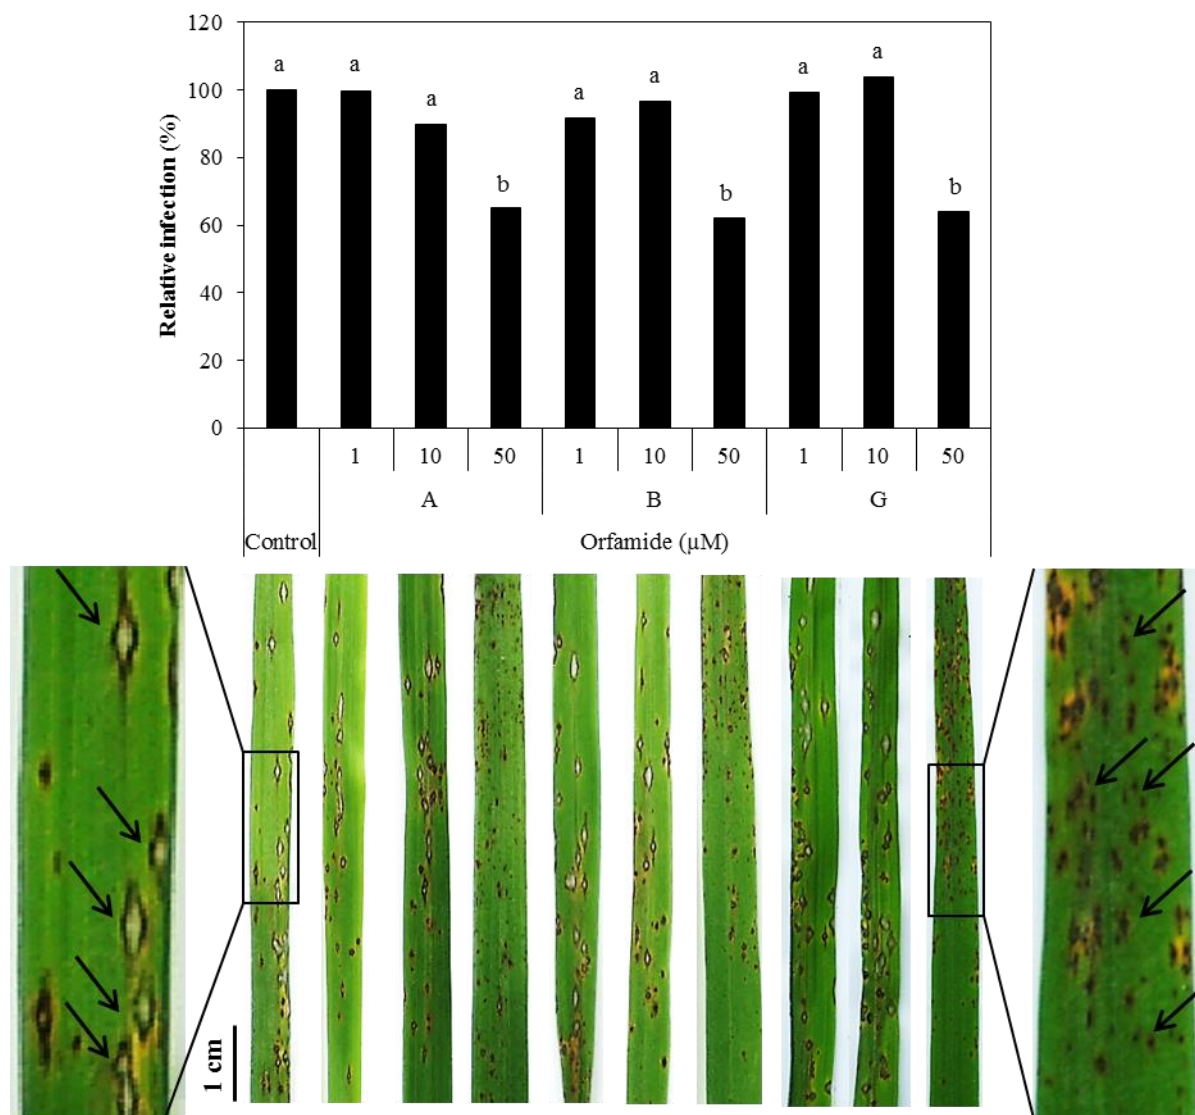 120
100
80
60
40
20
0
Relative infection (%)
a a a b a a b a a b
1 10 50 1 10 50 1 10 50
A B G
Control Orfamide (µM)
1 cm